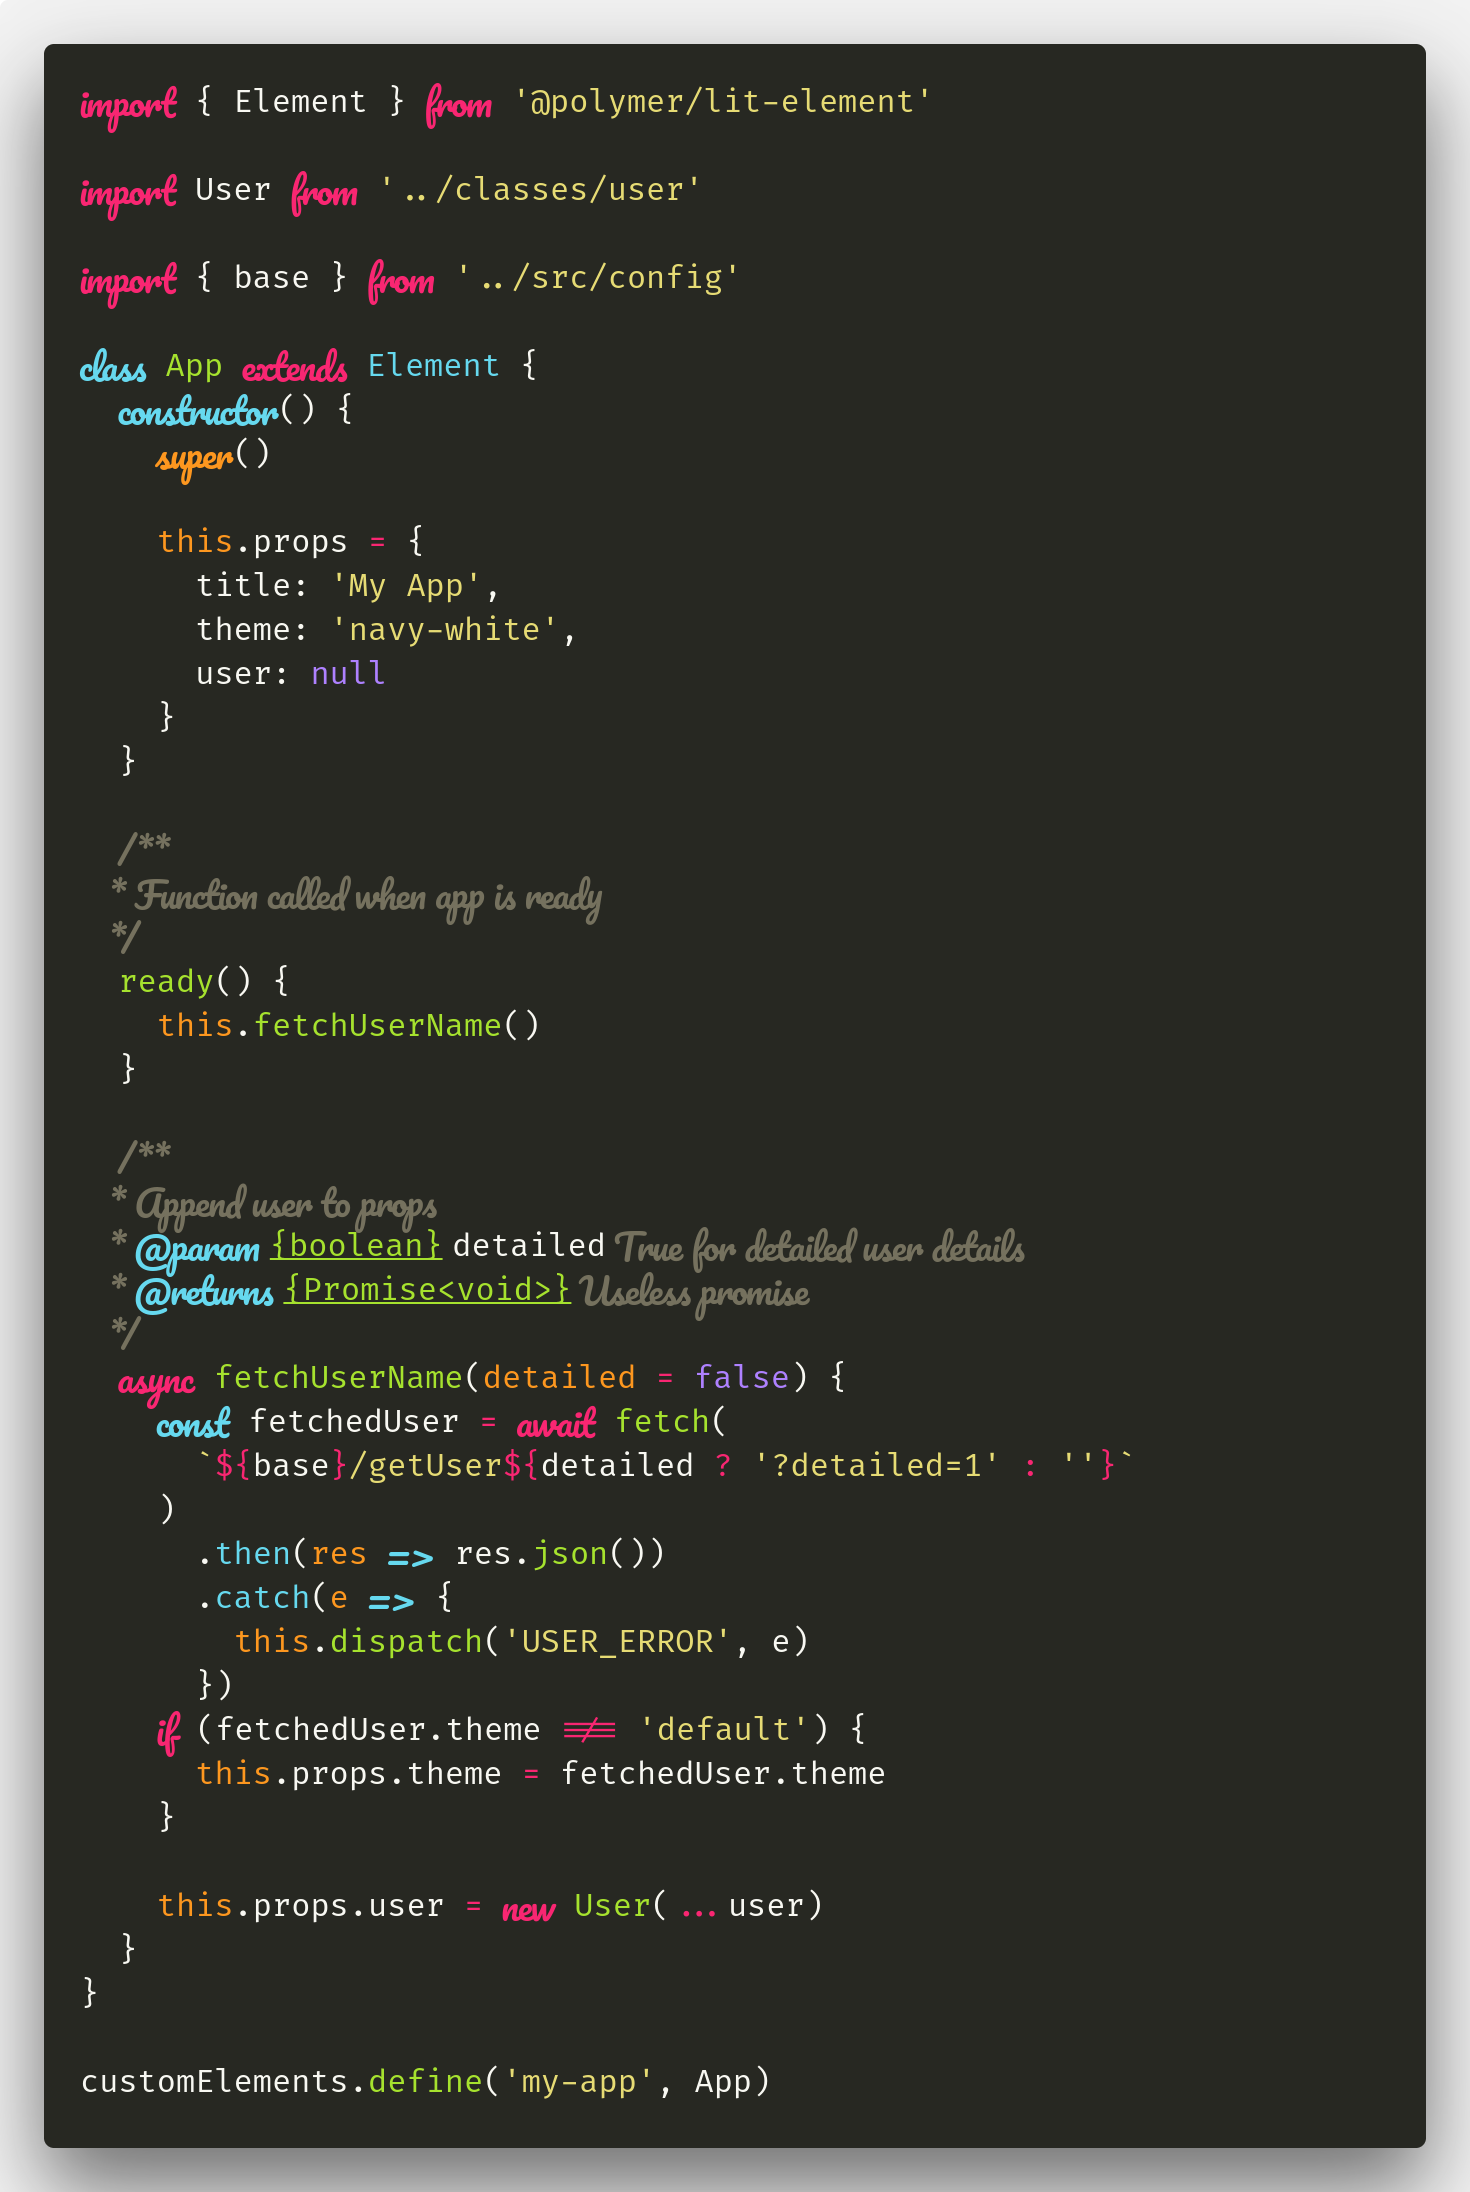 import { Element } from '@polymer/lit-element'
import User from '../classes/user'
import { base } from '../src/config'
class App extends Element {
  constructor() {
    super()
    this.props = {
      title: 'My App',
      theme: 'navy-white',
      user: null
    }
  }
  /**
  * Function called when app is ready
  */
  ready() {
    this.fetchUserName()
  }
  /**
  * Append user to props
  * @param {boolean} detailed True for detailed user details
  * @returns {Promise<void>} Useless promise
  */
  async fetchUserName(detailed = false) {
    const fetchedUser = await fetch(
      `${base}/getUser${detailed ? '?detailed=1' : ''}`
    )
      .then(res => res.json())
      .catch(e => {
        this.dispatch('USER_ERROR', e)
      })
    if (fetchedUser.theme !== 'default') {
      this.props.theme = fetchedUser.theme
    }
    this.props.user = new User(...user)
  }
}
customElements.define('my-app', App)